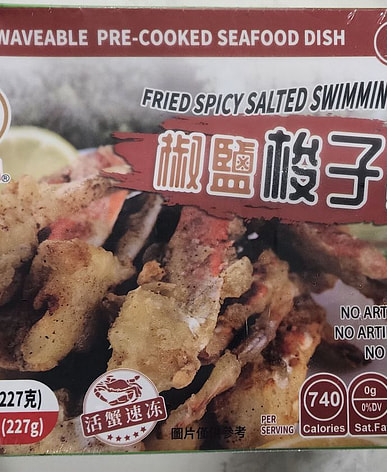 WAVEABLE PRE-COOKED SEAFOOD DISH
FRIED SPICY SALTED SWIMMIN
椒鹽梭子
®
NO ART
NO ARTI
NO
227克)
(227g)
活蟹速冻
圖片僅供參考
PER
SERVING
740
Calories
0g
0%DV
Sat.Fa